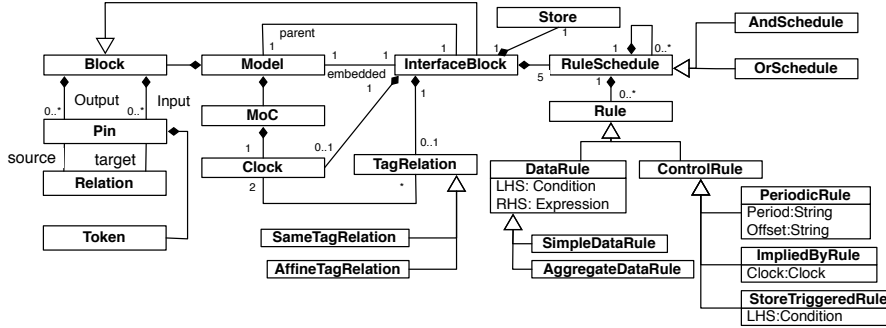 Store
AndSchedule
parent
1
1
1
1
1
0..*
Block
Model
1
1
InterfaceBlock
RuleSchedule
OrSchedule
embedded
1
1
5
1
Output
Input
0..*
0..*
0..*
MoC
Rule
Pin
source
target
1
0..1
0..1
Relation
Clock
TagRelation
DataRule
ControlRule
2
*
LHS: Condition
RHS: Expression
PeriodicRule
Period:String
Offset:String
Token
SameTagRelation
SimpleDataRule
ImpliedByRule
Clock:Clock
AffineTagRelation
AggregateDataRule
StoreTriggeredRule
LHS:Condition